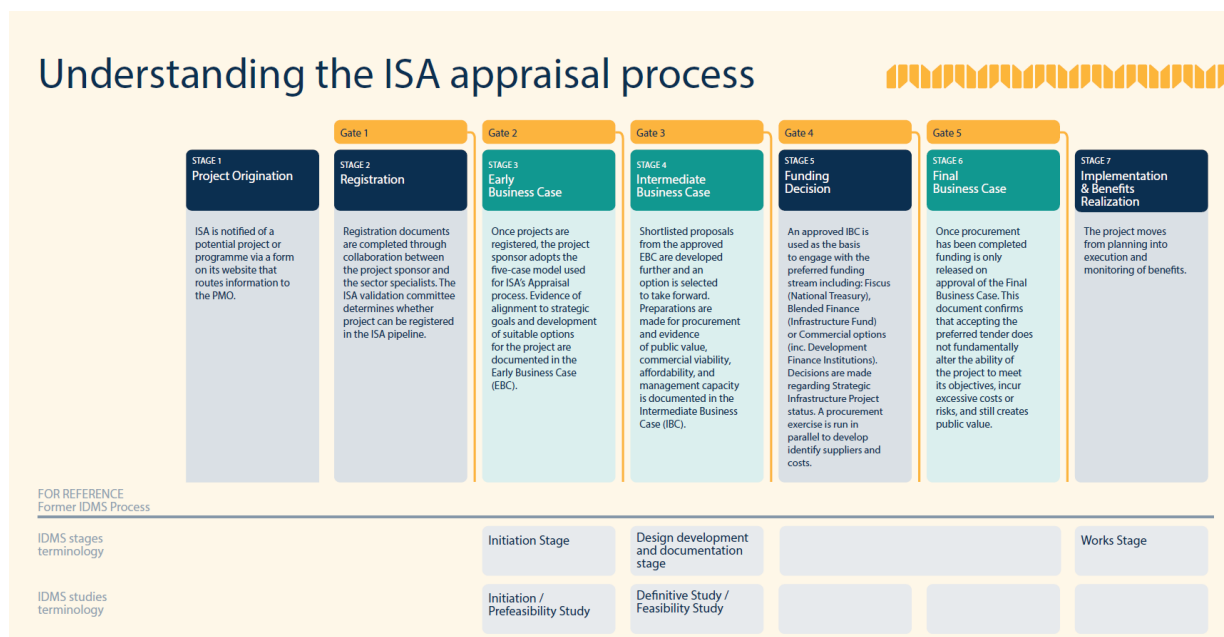 Understanding the ISA appraisal process
Gate 1
Gate 2
Gate 3
Gate 4
Gate 5
STAGE 1
Project Origination
ISA is notified of a
potential project or
programme via a form
on its website that
routes information to
the PMO.
STAGE 2
Registration
Registration documents
are completed through
collaboration between
the project sponsor and
the sector specialists. The
ISA validation committee
determines whether
project can be registered
in the ISA pipeline.
STAGE 3
Early
Business Case
Once projects are
registered, the project
sponsor adopts the
five-case model used
for ISA's Appraisal
process. Evidence of
alignment to strategic
goals and development
of suitable options
for the project are
documented in the
Early Business Case
(EBC).
STAGE 4
Intermediate
Business Case
Shortlisted proposals
from the approved
EBC are developed
further and an
option is selected
to take forward.
Preparations are
made for procurement
and evidence
of public value,
commercial viability,
affordability, and
management capacity
is documented in the
Intermediate Business
Case (IBC).
STAGE 5
Funding
Decision
An approved IBC is
used as the basis
to engage with the
preferred funding
stream including: Fiscus
(National Treasury),
Blended Finance
(Infrastructure Fund)
or Commercial options
(inc. Development
Finance Institutions).
Decisions are made
regarding Strategic
Infrastructure Project
status. A procurement
exercise is run in
parallel to develop
identify suppliers and
costs.
STAGE 6
Final
Business Case
Once procurement
has been completed
funding is only
released on
approval of the Final
Business Case. This
document confirms
that accepting the
preferred tender does
not fundamentally
alter the ability of
the project to meet
its objectives, incur
excessive costs or
risks, and still creates
public value.
STAGE 7
Implementation
& Benefits
Realization
The project moves
from planning into
execution and
monitoring of benefits.
FOR REFERENCE
Former IDMS Process
IDMS stages
terminology
Initiation Stage
Design development
and documentation
stage
Works Stage
IDMS studies
terminology
Initiation /
Prefeasibility Study
Definitive Study /
Feasibility Study